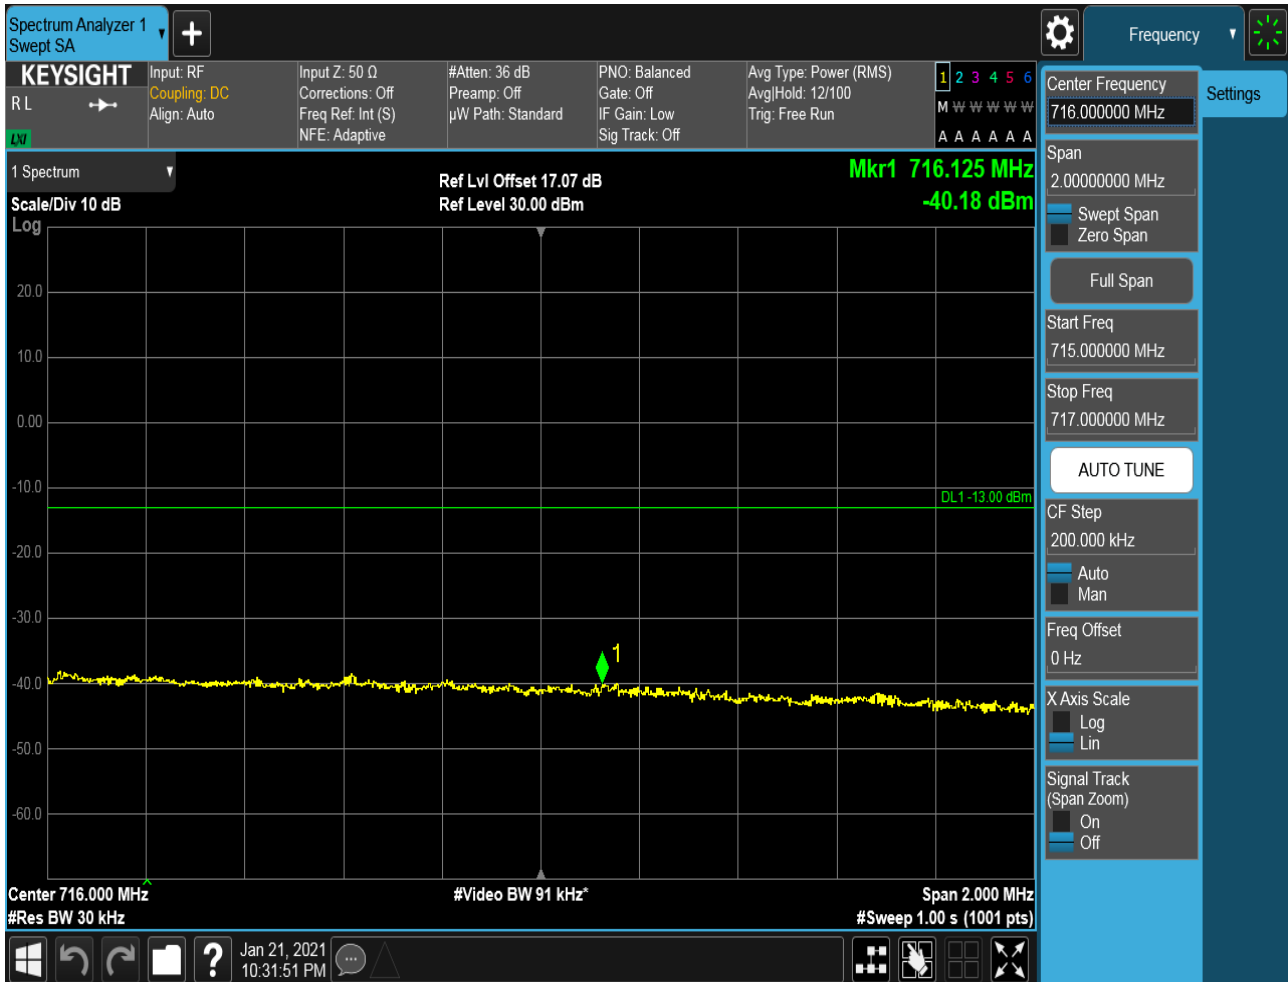 Spectrum Analyzer 1
Swept SA
Frequency
KEYSIGHT
R L
LXI
Input: RF
Coupling: DC
Align: Auto
Input Z: 50 Ω
Corrections: Off
Freq Ref: Int (S)
NFE: Adaptive
#Atten: 36 dB
Preamp: Off
µW Path: Standard
PNO: Balanced
Gate: Off
IF Gain: Low
Sig Track: Off
Avg Type: Power (RMS)
Avg|Hold: 12/100
Trig: Free Run
1 2 3 4 5 6
M W W W W W
A A A A A A
1 Spectrum
Scale/Div 10 dB
Log
Ref Lvl Offset 17.07 dB
Ref Level 30.00 dBm
Mkr1 716.125 MHz
-40.18 dBm
20.0
10.0
0.00
-10.0
DL1 -13.00 dBm
-20.0
-30.0
1
-40.0
-50.0
-60.0
Center 716.000 MHz
#Res BW 30 kHz
#Video BW 91 kHz*
Span 2.000 MHz
#Sweep 1.00 s (1001 pts)
?
Jan 21, 2021
10:31:51 PM
Center Frequency
716.000000 MHz
Settings
Span
2.00000000 MHz
Swept Span
Zero Span
Full Span
Start Freq
715.000000 MHz
Stop Freq
717.000000 MHz
AUTO TUNE
CF Step
200.000 kHz
Auto
Man
Freq Offset
0 Hz
X Axis Scale
Log
Lin
Signal Track
(Span Zoom)
On
Off